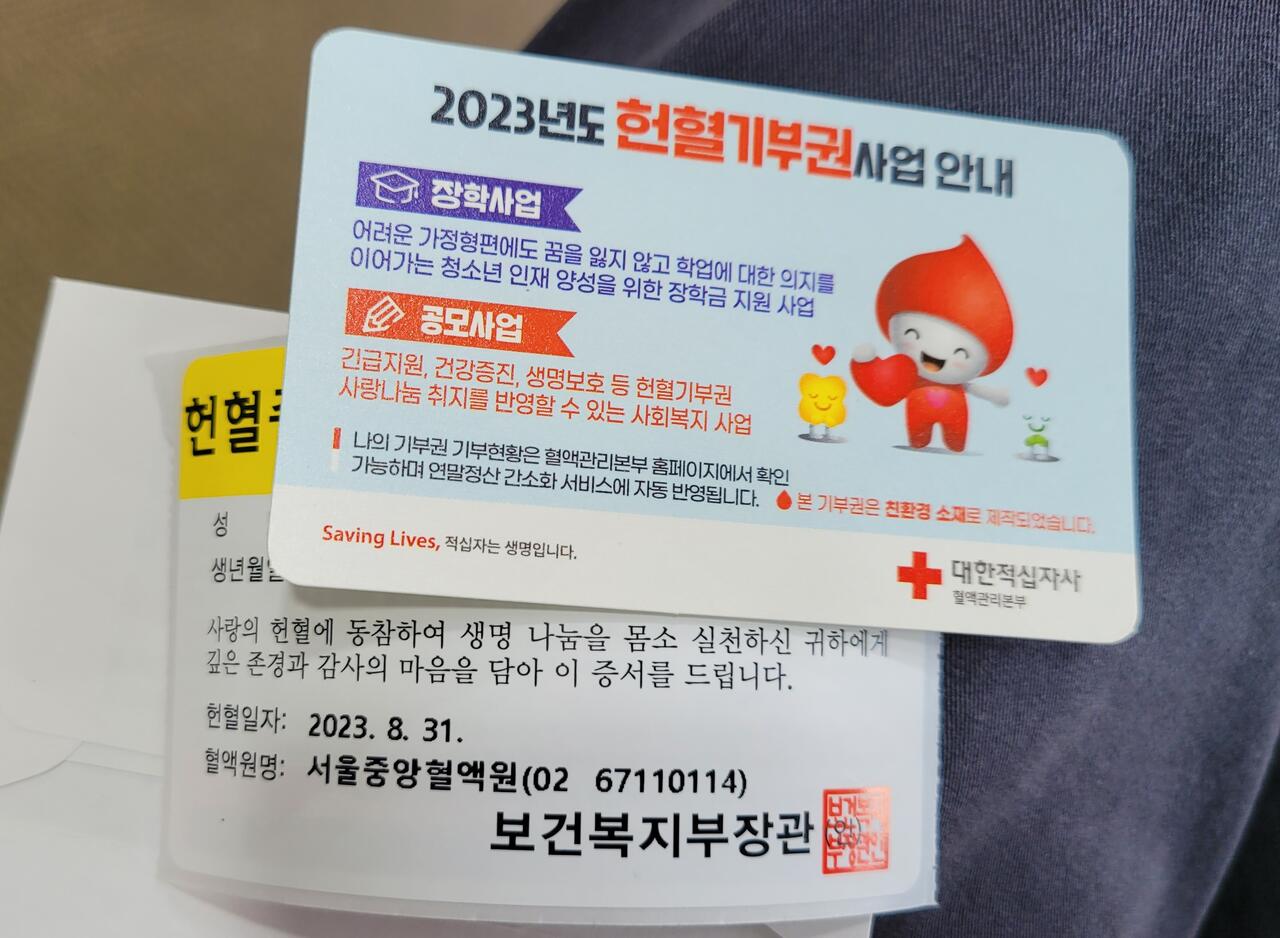 2023년도 헌혈기부권사업 안내
장학사업
어려운 가정형편에도 꿈을 잃지 않고 학업에 대한 의지를
이어가는 청소년 인재 양성을 위한 장학금 지원 사업
공모사업
긴급지원, 건강증진, 생명보호 등 헌혈기부권
사랑나눔 취지를 반영할 수 있는 사회복지 사업
나의 기부권 기부현황은 혈액관리본부 홈페이지에서 확인
가능하며 연말정산 간소화 서비스에 자동 반영됩니다.
본 기부권은 친환경 소재로 제작되었습니다.
Saving Lives, 적십자는 생명입니다.
대한적십자사
혈액관리본부
헌혈
성
생년월일
사랑의 헌혈에 동참하여 생명 나눔을 몸소 실천하신 귀하에게
깊은 존경과 감사의 마음을 담아 이 증서를 드립니다.
헌혈일자: 2023. 8. 31.
혈액원명: 서울중앙혈액원(02 67110114)
보건복지부장관 (인)